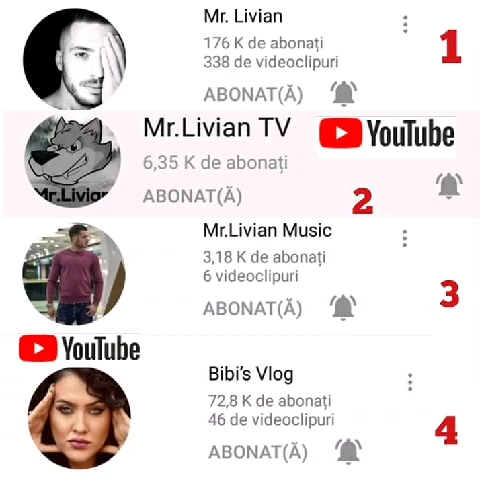 Mr. Livian
176 K de abonați
338 de videoclipuri
ABONAT(Ă)
1
Mr.Livian TV
YouTube
6,35 K de abonați
Mr.Livian
ABONAT(Ă)
2
Mr.Livian Music
3,18 K de abonați
6 videoclipuri
ABONAT(Ă)
3
YouTube
Bibi's Vlog
72,8 K de abonați
46 de videoclipuri
ABONAT(Ă)
4